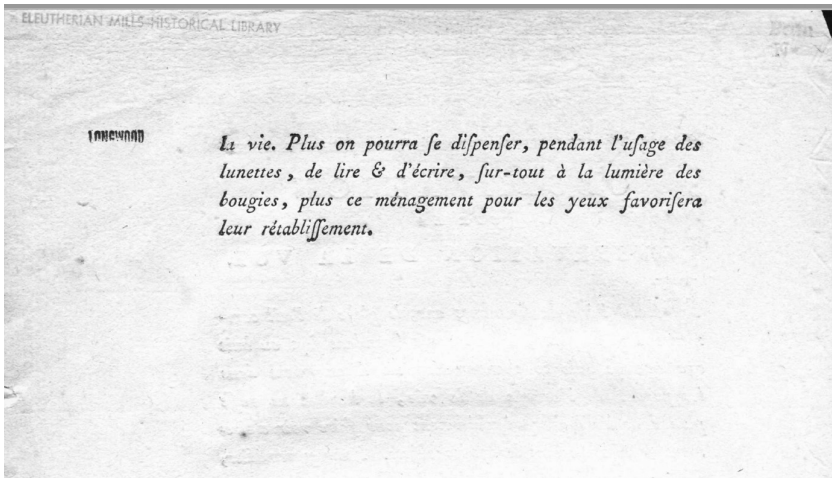 ELEUTHERIAN MILLS HISTORICAL LIBRARY
LONGWOOD
la vie. Plus on pourra ſe diſpenſer, pendant l'uſage des
lunettes, de lire & d'écrire, ſur-tout à la lumière des
bougies, plus ce ménagement pour les yeux favoriſera
leur rétabliſſement.